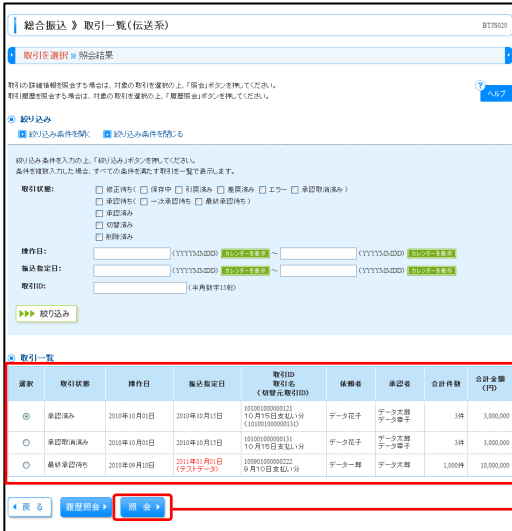 総合振込 》取引一覧(伝送系)
BTJS020
取引を選択 » 照会結果
取引の詳細情報を照会する場合は、対象の取引を選択の上、「照会」ボタンを押してください。
取引履歴を照会する場合は、対象の取引を選択の上、「履歴照会」ボタンを押してください。
?
ヘルプ
絞り込み
絞り込み条件を開く 絞り込み条件を閉じる
絞り込み条件を入力の上、「絞り込み」ボタンを押してください。
条件を複数入力した場合、すべての条件を満たす取引を一覧で表示します。
取引状態: 修正待ち( 保存中 引戻済み 差戻済み エラー 承認取消済み )
承認待ち( 一次承認待ち 最終承認待ち)
承認済み
切替済み
削除済み
操作日: (YYYYMMDD) カレンダーを表示 ~ (YYYYMMDD) カレンダーを表示
振込指定日: (YYYYMMDD) カレンダーを表示 ~ (YYYYMMDD) カレンダーを表示
取引ID: (半角数字15桁)
絞り込み
取引一覧
選択 取引状態 操作日 振込指定日 取引ID 取引名 (切替元取引ID) 依頼者 承認者 合計件数 合計金額 (円)
承認済み 2010年10月01日 2010年10月15日 101001000000121 10月15日支払い分 (101001000000131) データ花子 データ太郎 データ幸子 3件 3,000,000
承認取消済み 2010年10月01日 2010年10月15日 101001000000131 10月15日支払い分 データ花子 データ太郎 データ幸子 3件 3,000,000
最終承認待ち 2010年09月10日 2011年01月01日 (テストデータ) 100901000000222 9月10日支払い分 データ一郎 データ太郎 1,000件 10,000,000
戻 る 履歴照会 照 会